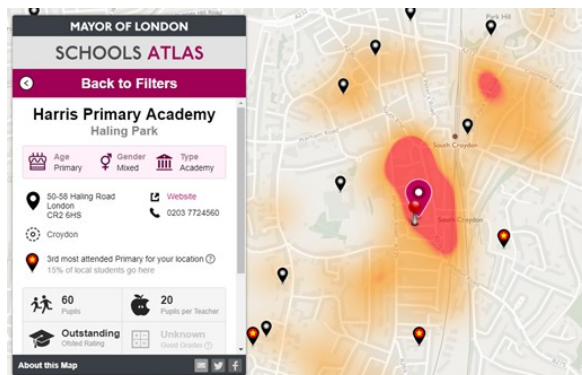 MAYOR OF LONDON
SCHOOLS ATLAS
Back to Filters
Harris Primary Academy
Haling Park
Age
Primary
Gender
Mixed
Type
Academy
50-58 Haling Road
London
CR2 6HS
Website
0203 7724560
Croydon
3rd most attended Primary for your location
15% of local students go here
60
Pupils
20
Pupils per Teacher
Outstanding
Ofsted Rating
Unknown
Good Grades
About this Map
Park Hill
South Croydon
South Croydon